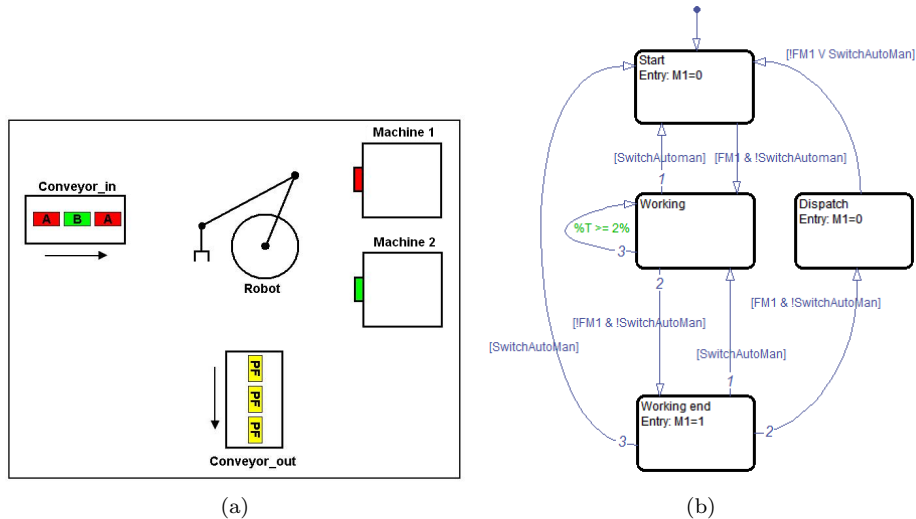 Machine 1
Conveyor_in
A B A
Machine 2
Robot
PF
PF
PF
Conveyor_out
(a)
[!FM1 V SwitchAutoMan]
Start
Entry: M1=0
[SwitchAutoman]
[FM1 & !SwitchAutoman]
1
Working
Dispatch
Entry: M1=0
%T >= 2%
3
2
[FM1 & !SwitchAutoMan]
[!FM1 & !SwitchAutoMan]
[SwitchAutoMan]
[SwitchAutoMan]
1
Working end
Entry: M1=1
3
2
(b)